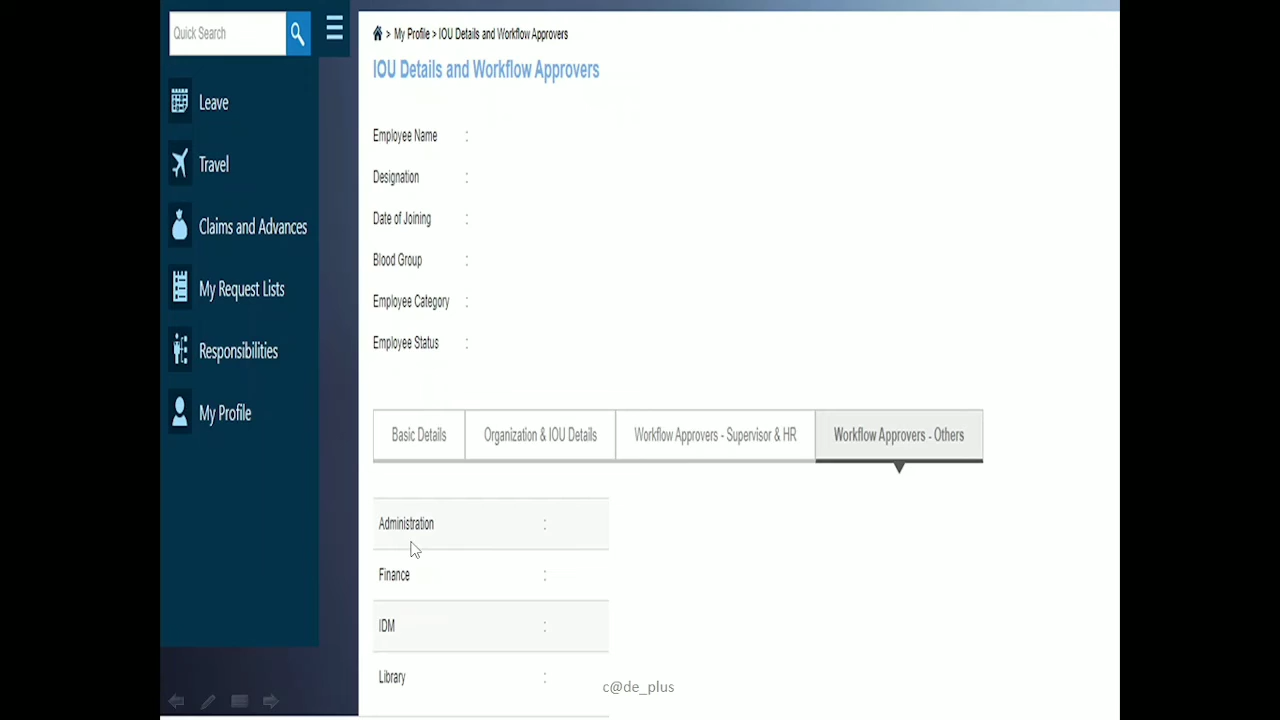 Quick Search
> My Profile > IOU Details and Workflow Approvers
IOU Details and Workflow Approvers
Leave
Travel
Claims and Advances
My Request Lists
Responsibilities
My Profile
Employee Name :
Designation :
Date of Joining :
Blood Group :
Employee Category :
Employee Status :
Basic Details Organization & IOU Details Workflow Approvers - Supervisor & HR Workflow Approvers - Others
Administration :
Finance :
IDM :
Library :
c@de_plus